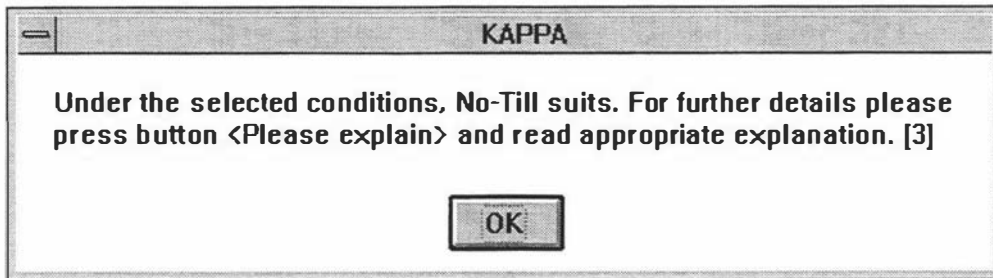 KAPPA
Under the selected conditions, No-Till suits. For further details please
press button <Please explain> and read appropriate explanation. [3]
OK